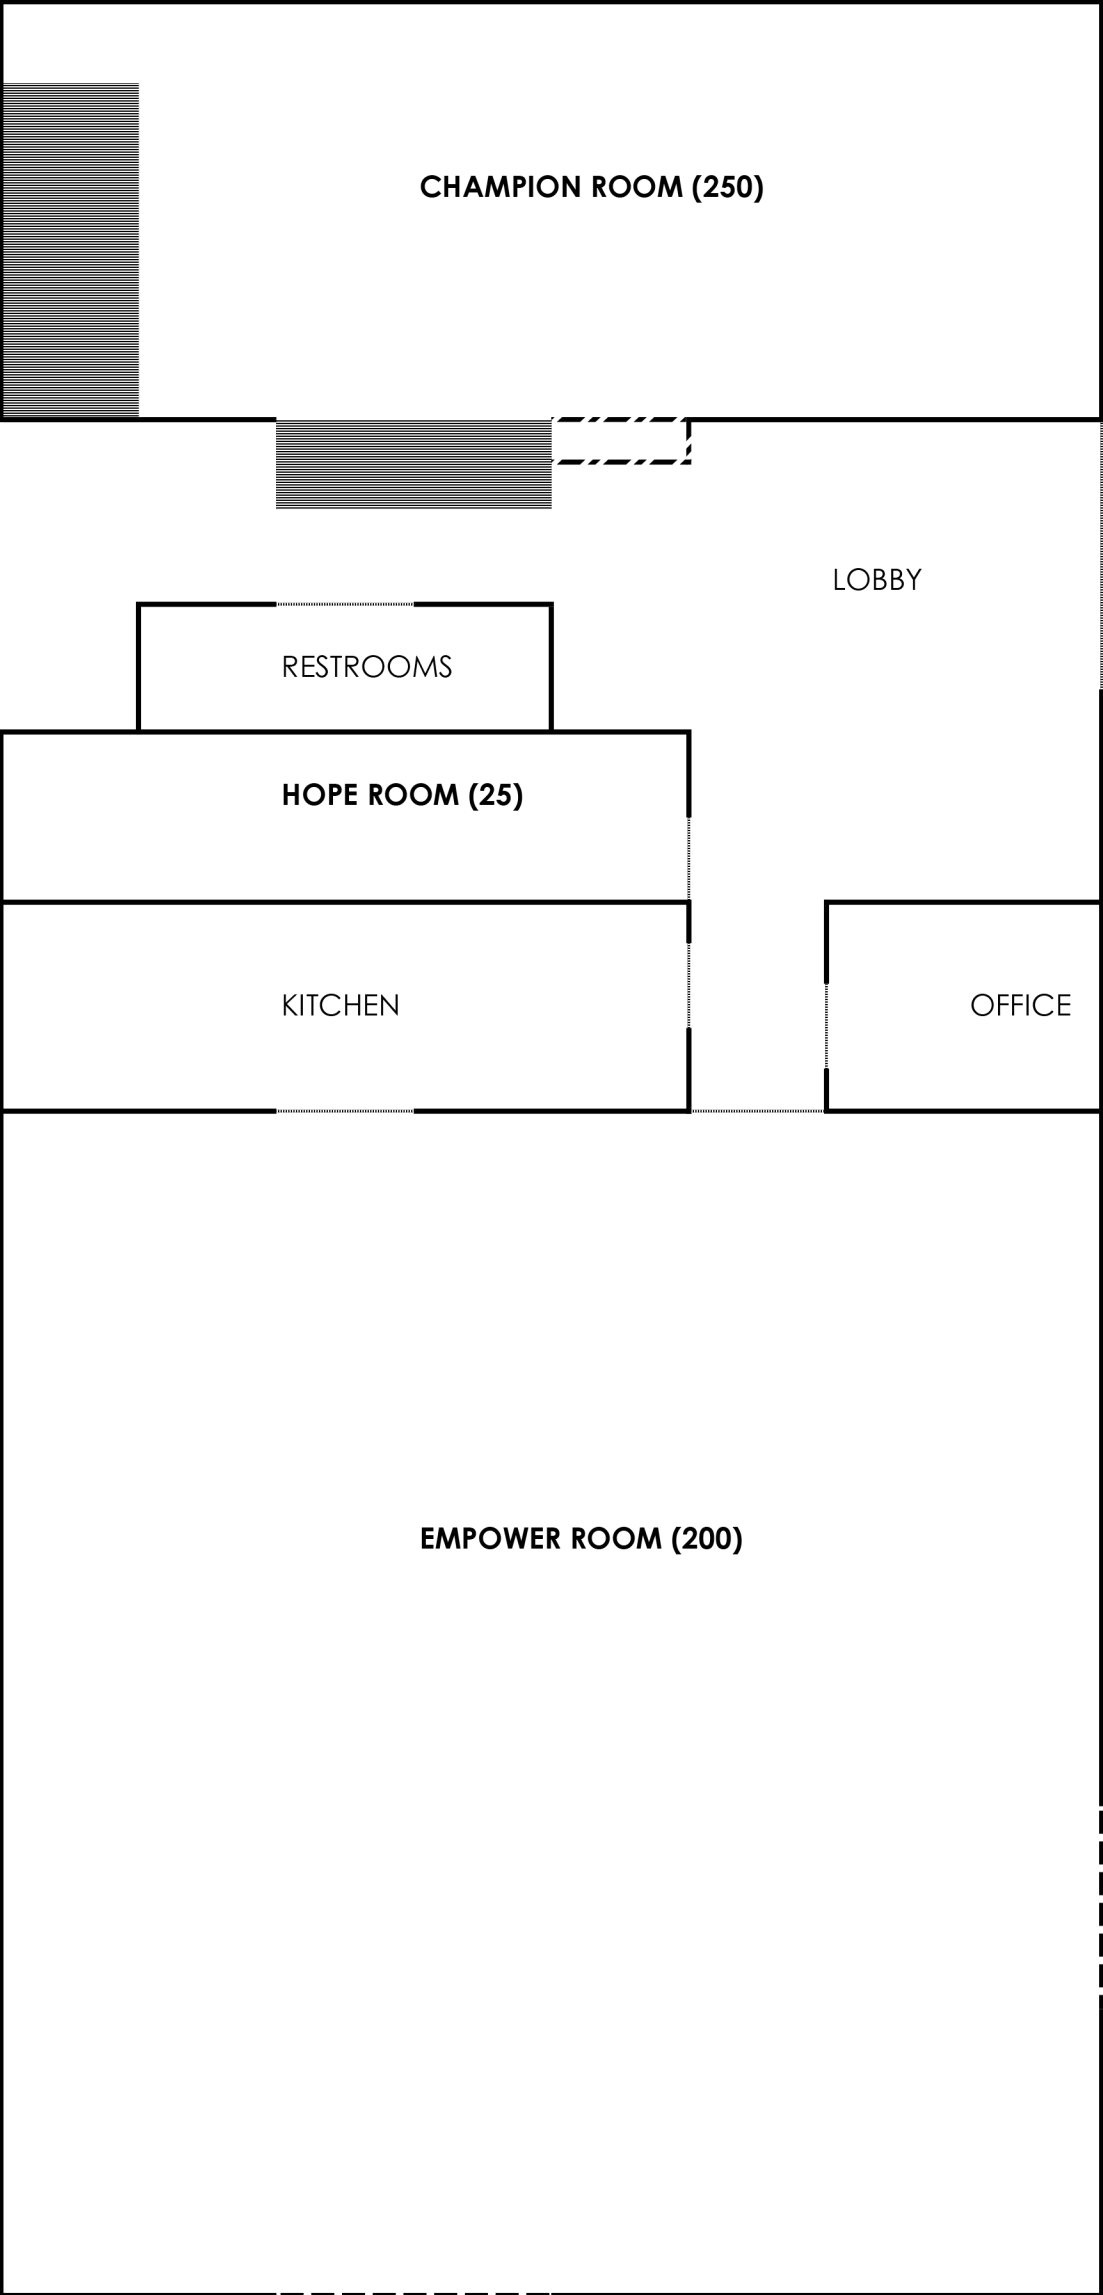 CHAMPION ROOM (250)
LOBBY
RESTROOMS
HOPE ROOM (25)
KITCHEN
OFFICE
EMPOWER ROOM (200)